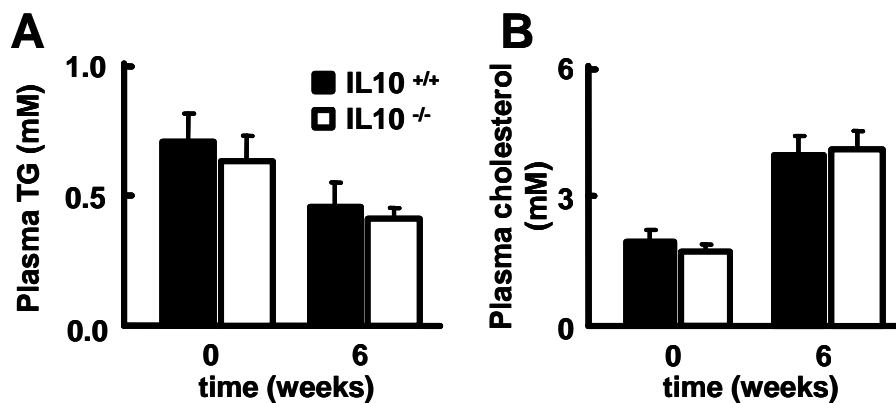 A
Plasma TG (mM)
1.0
0.5
0.0
IL10 +/+
IL10 -/-
0
6
time (weeks)
B
Plasma cholesterol
(mM)
6
3
0
0
6
time (weeks)